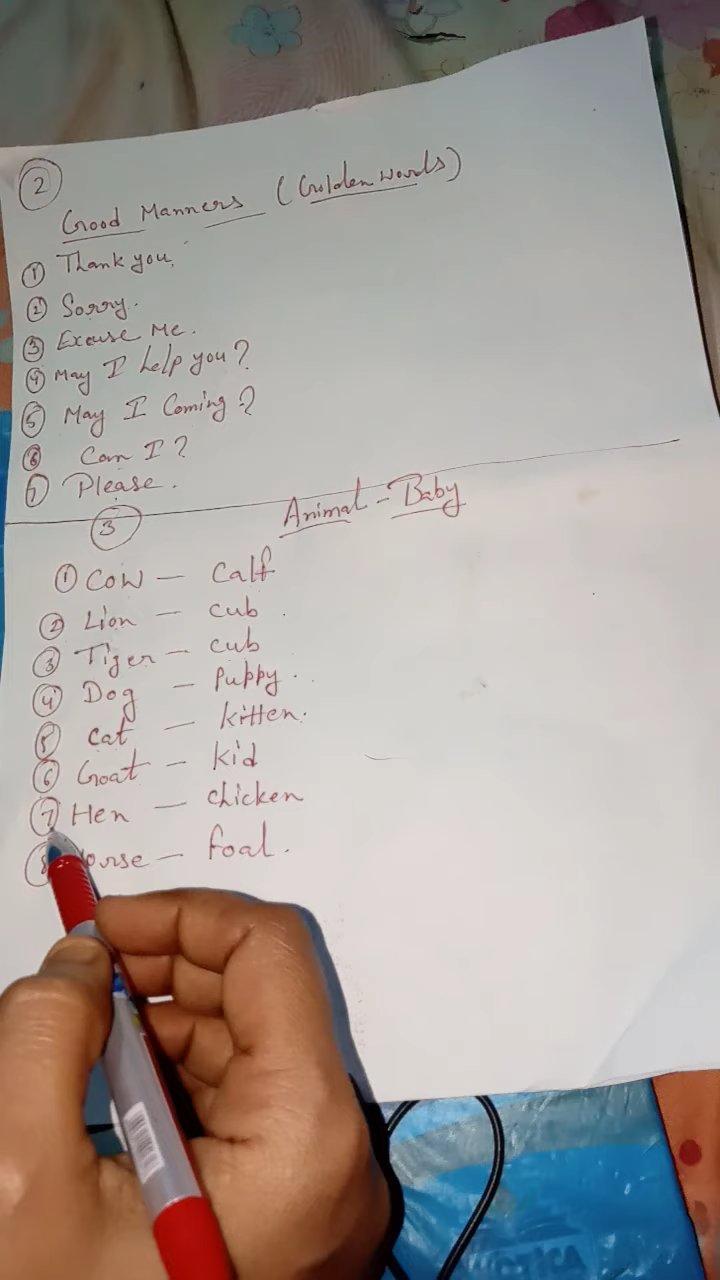 2
Good Manners (Golden words)
1 Thank you.
2 Sorry.
3 Excuse Me.
4 May I help you?
5 May I Coming?
6 Can I?
7 Please.
3 Animal - Baby
1 Cow - Calf
2 Lion - cub.
3 Tiger - cub
4 Dog - Puppy.
5 cat - kitten.
6 Goat - kid
7 Hen - chicken
8 Horse - foal.